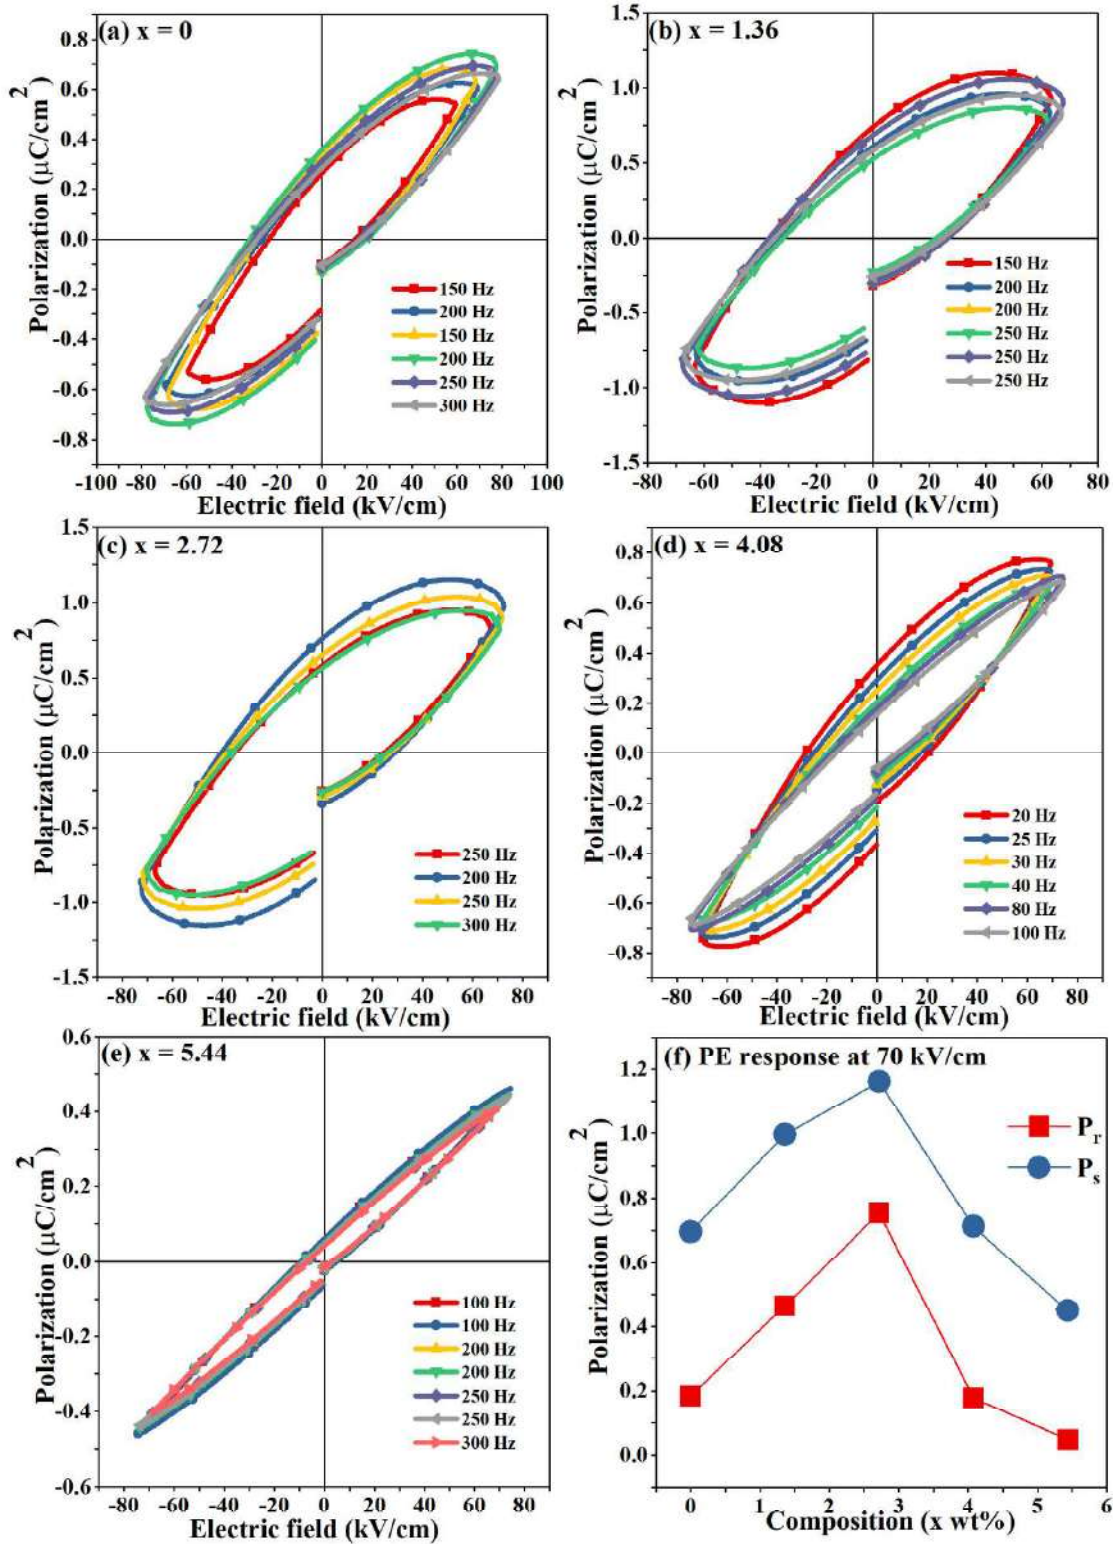 (a) x = 0
Polarization (μC/cm2)
0.8
0.6
0.4
0.2
0.0
-0.2
-0.4
-0.6
-0.8
150 Hz
200 Hz
150 Hz
200 Hz
250 Hz
300 Hz
-100 -80 -60 -40 -20 0 20 40 60 80 100
Electric field (kV/cm)
(b) x = 1.36
Polarization (μC/cm2)
1.5
1.0
0.5
0.0
-0.5
-1.0
-1.5
150 Hz
200 Hz
200 Hz
250 Hz
250 Hz
250 Hz
-80 -60 -40 -20 0 20 40 60 80
Electric field (kV/cm)
(c) x = 2.72
Polarization (μC/cm2)
1.5
1.0
0.5
0.0
-0.5
-1.0
-1.5
250 Hz
200 Hz
250 Hz
300 Hz
-80 -60 -40 -20 0 20 40 60 80
Electric field (kV/cm)
(d) x = 4.08
Polarization (μC/cm2)
0.8
0.6
0.4
0.2
0.0
-0.2
-0.4
-0.6
-0.8
20 Hz
25 Hz
30 Hz
40 Hz
80 Hz
100 Hz
-80 -60 -40 -20 0 20 40 60 80
Electric field (kV/cm)
(e) x = 5.44
Polarization (μC/cm2)
0.6
0.4
0.2
0.0
-0.2
-0.4
-0.6
100 Hz
100 Hz
200 Hz
200 Hz
250 Hz
250 Hz
300 Hz
-80 -60 -40 -20 0 20 40 60 80
Electric field (kV/cm)
(f) PE response at 70 kV/cm
Polarization (μC/cm2)
1.2
1.0
0.8
0.6
0.4
0.2
0.0
Pr
Ps
0 1 2 3 4 5 6
Composition (x wt%)